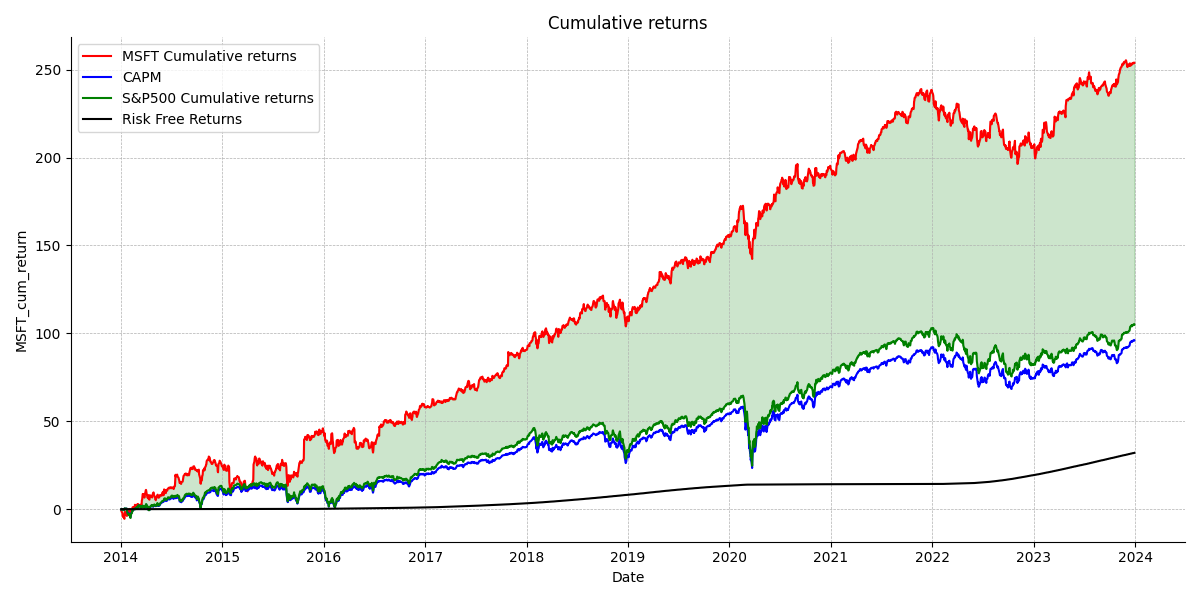 Cumulative returns
MSFT Cumulative returns
CAPM
S&P500 Cumulative returns
Risk Free Returns
MSFT_cum_return
250
200
150
100
50
0
2014 2015 2016 2017 2018 2019 2020 2021 2022 2023 2024
Date